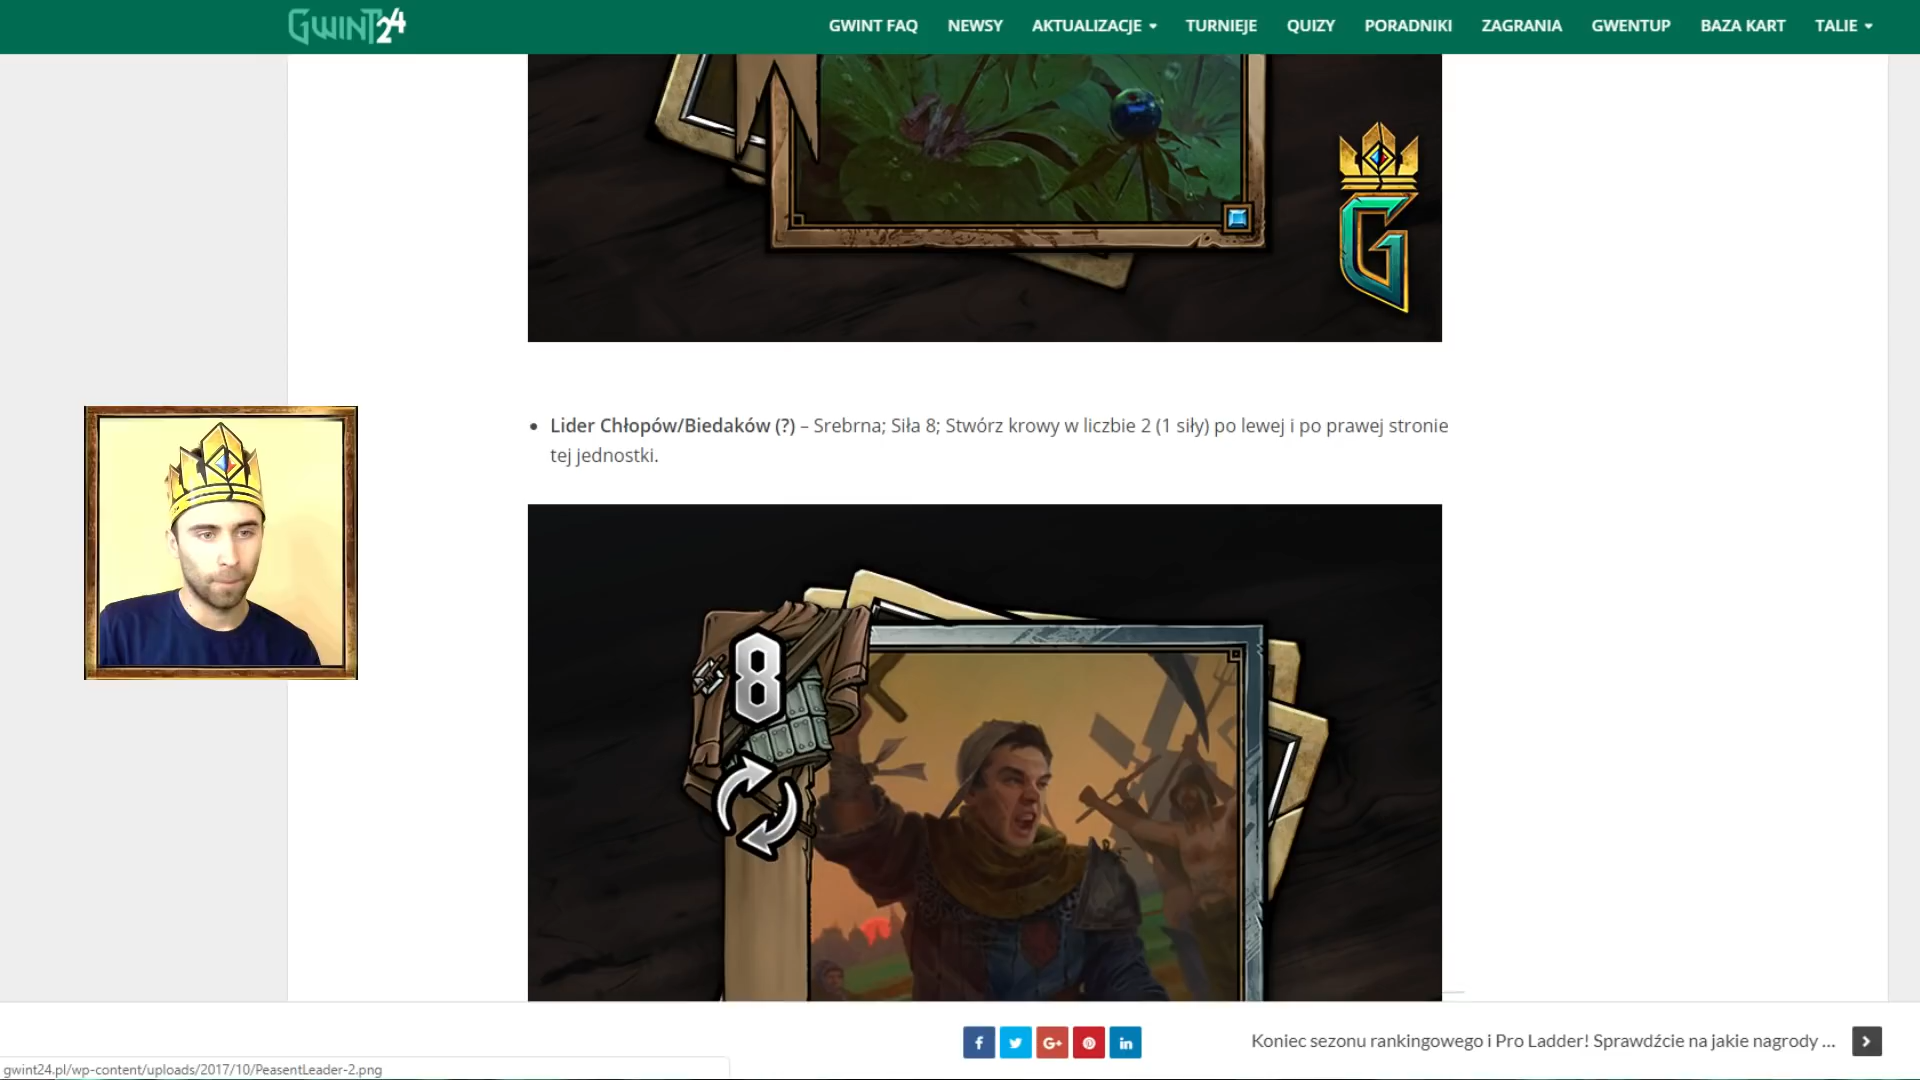 GWINT24
GWINT FAQ NEWSY AKTUALIZACJE TURNIEJE QUIZY PORADNIKI ZAGRANIA GWENTUP BAZA KART TALIE
G
Lider Chłopów/Biedaków (?) – Srebrna; Siła 8; Stwórz krowy w liczbie 2 (1 siły) po lewej i po prawej stronie
tej jednostki.
8
Koniec sezonu rankingowego i Pro Ladder! Sprawdźcie na jakie nagrody ...
gwint24.pl/wp-content/uploads/2017/10/PeasentLeader-2.png